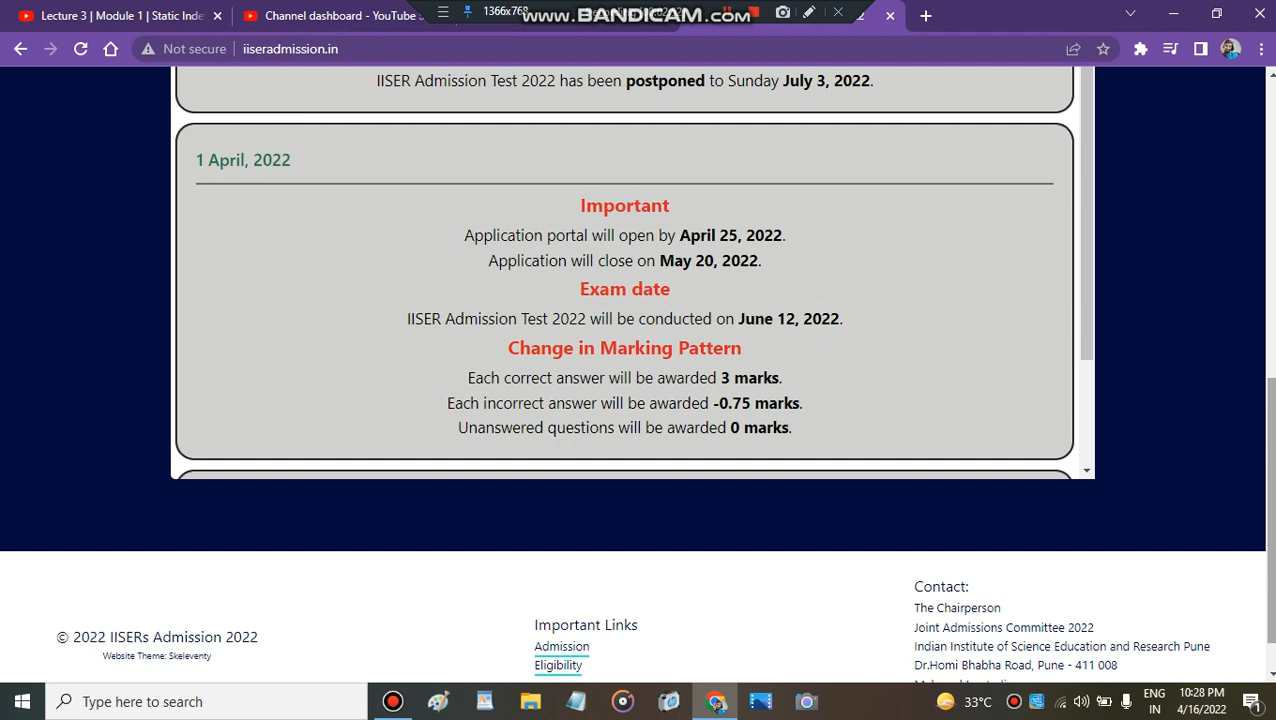 Lecture 3 | Module 1 | Static Inde
Channel dashboard - YouTube
1366x768
www.BANDICAM.com
Not secure
iiseradmission.in
IISER Admission Test 2022 has been postponed to Sunday July 3, 2022.
1 April, 2022
Important
Application portal will open by April 25, 2022.
Application will close on May 20, 2022.
Exam date
IISER Admission Test 2022 will be conducted on June 12, 2022.
Change in Marking Pattern
Each correct answer will be awarded 3 marks.
Each incorrect answer will be awarded -0.75 marks.
Unanswered questions will be awarded 0 marks.
© 2022 IISERs Admission 2022
Website Theme: Skeleventy
Important Links
Admission
Eligibility
Contact:
The Chairperson
Joint Admissions Committee 2022
Indian Institute of Science Education and Research Pune
Dr.Homi Bhabha Road, Pune - 411 008
Type here to search
33°C
ENG
IN
10:28 PM
4/16/2022
1